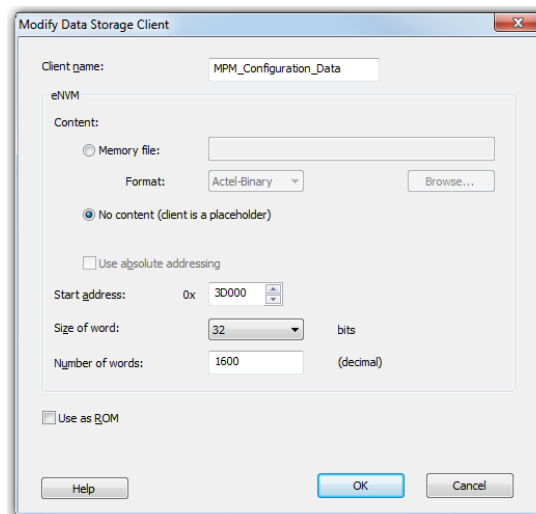 Modify Data Storage Client
Client name: MPM_Configuration_Data
eNVM
Content:
Memory file:
Format: Actel-Binary Browse...
No content (client is a placeholder)
Use absolute addressing
Start address: 0x 3D000
Size of word: 32 bits
Number of words: 1600 (decimal)
Use as ROM
Help OK Cancel